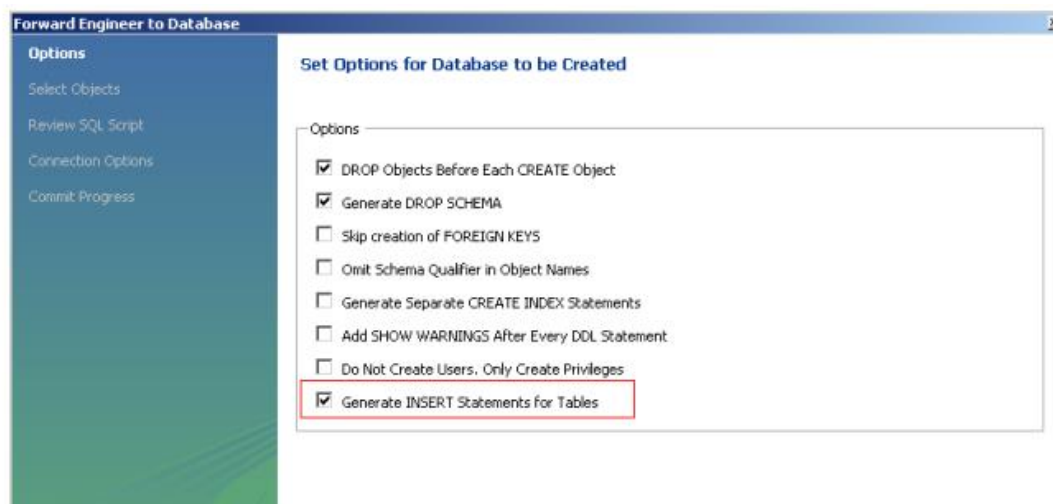 Forward Engineer to Database
Options
Select Objects
Review SQL Script
Connection Options
Commit Progress
Set Options for Database to be Created
Options
DROP Objects Before Each CREATE Object
Generate DROP SCHEMA
Skip creation of FOREIGN KEYS
Omit Schema Qualifier in Object Names
Generate Separate CREATE INDEX Statements
Add SHOW WARNINGS After Every DDL Statement
Do Not Create Users. Only Create Privileges
Generate INSERT Statements for Tables